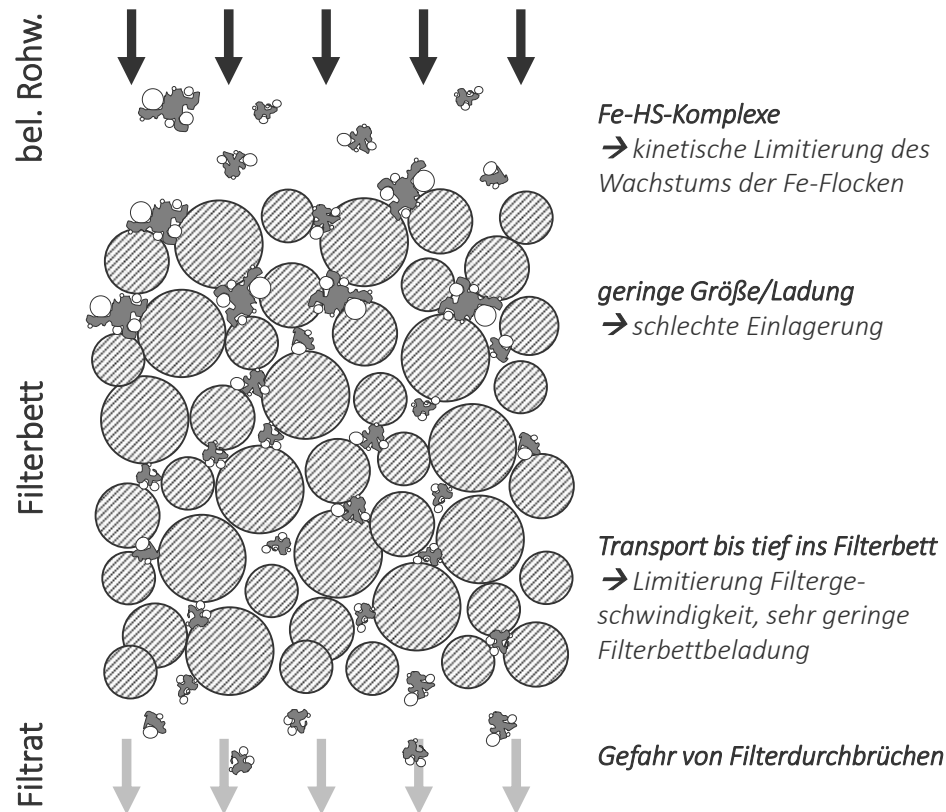 bel. Rohw.
Fe-HS-Komplexe
➔ kinetische Limitierung des
Wachstums der Fe-Flocken
geringe Größe/Ladung
➔ schlechte Einlagerung
Filterbett
Transport bis tief ins Filterbett
➔ Limitierung Filterge-
schwindigkeit, sehr geringe
Filterbettbeladung
Filtrat
Gefahr von Filterdurchbrüchen